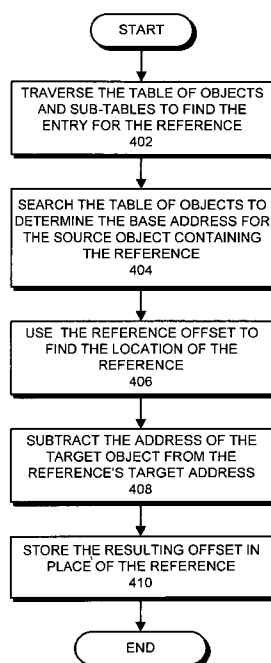 START
TRAVERSE THE TABLE OF OBJECTS
AND SUB-TABLES TO FIND THE
ENTRY FOR THE REFERENCE
402
SEARCH THE TABLE OF OBJECTS TO
DETERMINE THE BASE ADDRESS FOR
THE SOURCE OBJECT CONTAINING
THE REFERENCE
404
USE THE REFERENCE OFFSET TO
FIND THE LOCATION OF THE
REFERENCE
406
SUBTRACT THE ADDRESS OF THE
TARGET OBJECT FROM THE
REFERENCE'S TARGET ADDRESS
408
STORE THE RESULTING OFFSET IN
PLACE OF THE REFERENCE
410
END